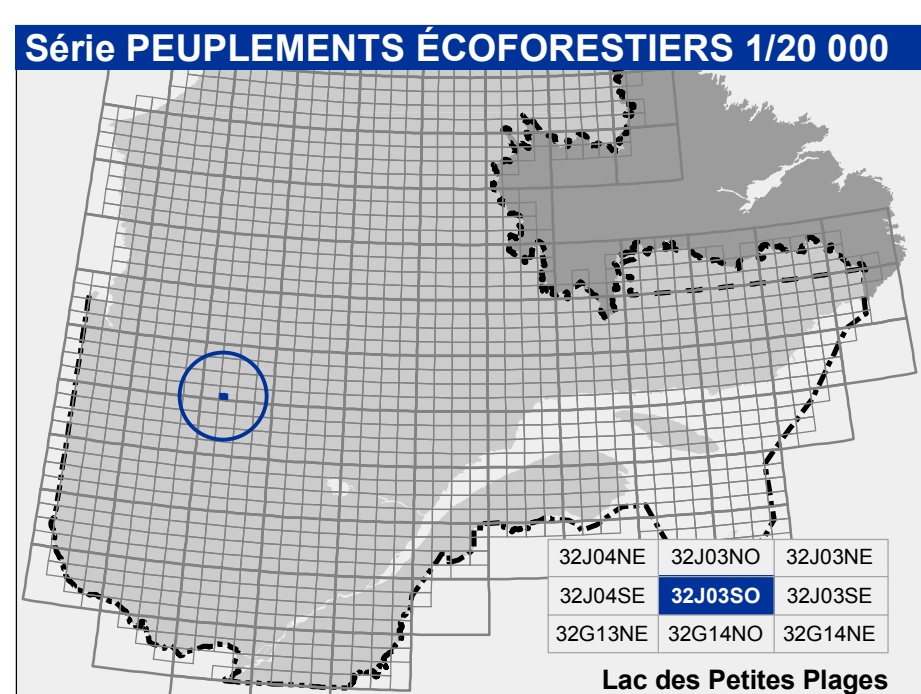 Série PEUPLEMENTS ÉCOFORESTIERS 1/20 000
32J04NE 32J03NO 32J03NE
32J04SE 32J03SO 32J03SE
32G13NE 32G14NO 32G14NE
Lac des Petites Plages